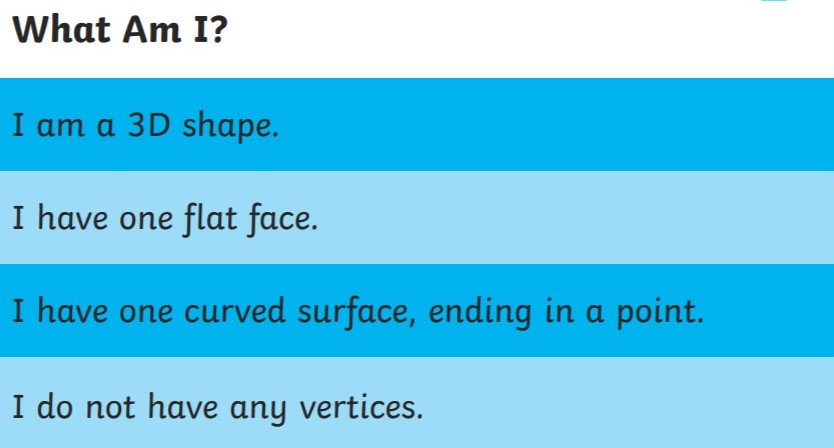 What Am I?
I am a 3D shape.
I have one flat face.
I have one curved surface, ending in a point.
I do not have any vertices.